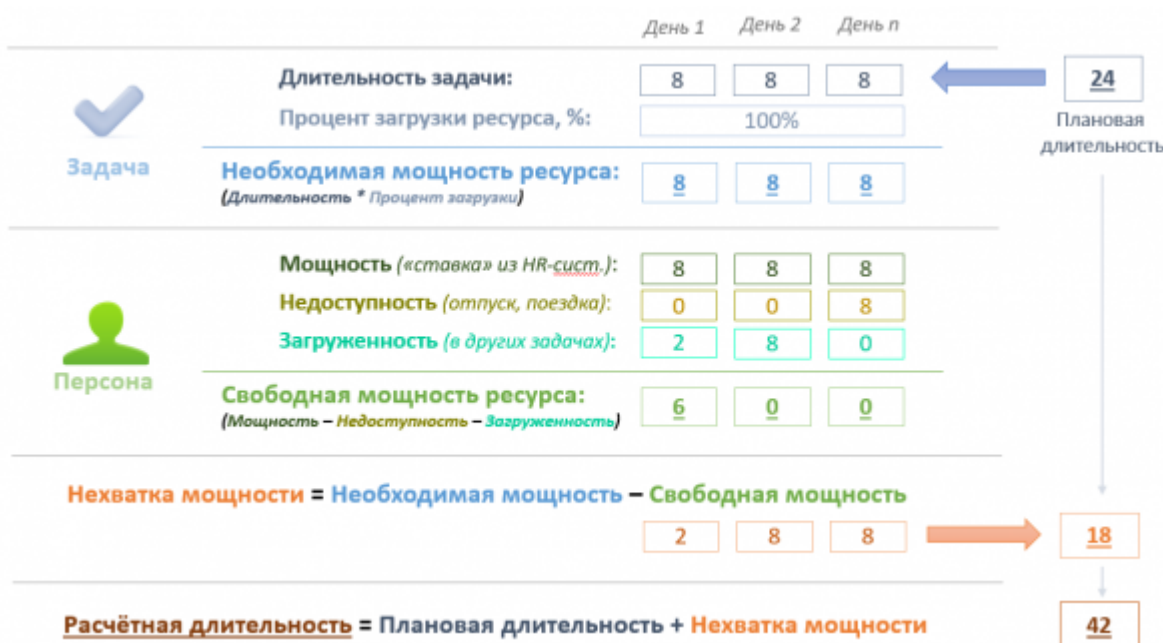 День 1 День 2 День n
Длительность задачи: 8 8 8 24
Процент загрузки ресурса, %: 100% Плановая
длительность
Задача
Необходимая мощность ресурса: 8 8 8
(Длительность * Процент загрузки)
Мощность («ставка» из HR-сист.): 8 8 8
Недоступность (отпуск, поездка): 0 0 8
Загруженность (в других задачах): 2 8 0
Персона
Свободная мощность ресурса: 6 0 0
(Мощность – Недоступность – Загруженность)
Нехватка мощности = Необходимая мощность – Свободная мощность
2 8 8 18
Расчётная длительность = Плановая длительность + Нехватка мощности 42